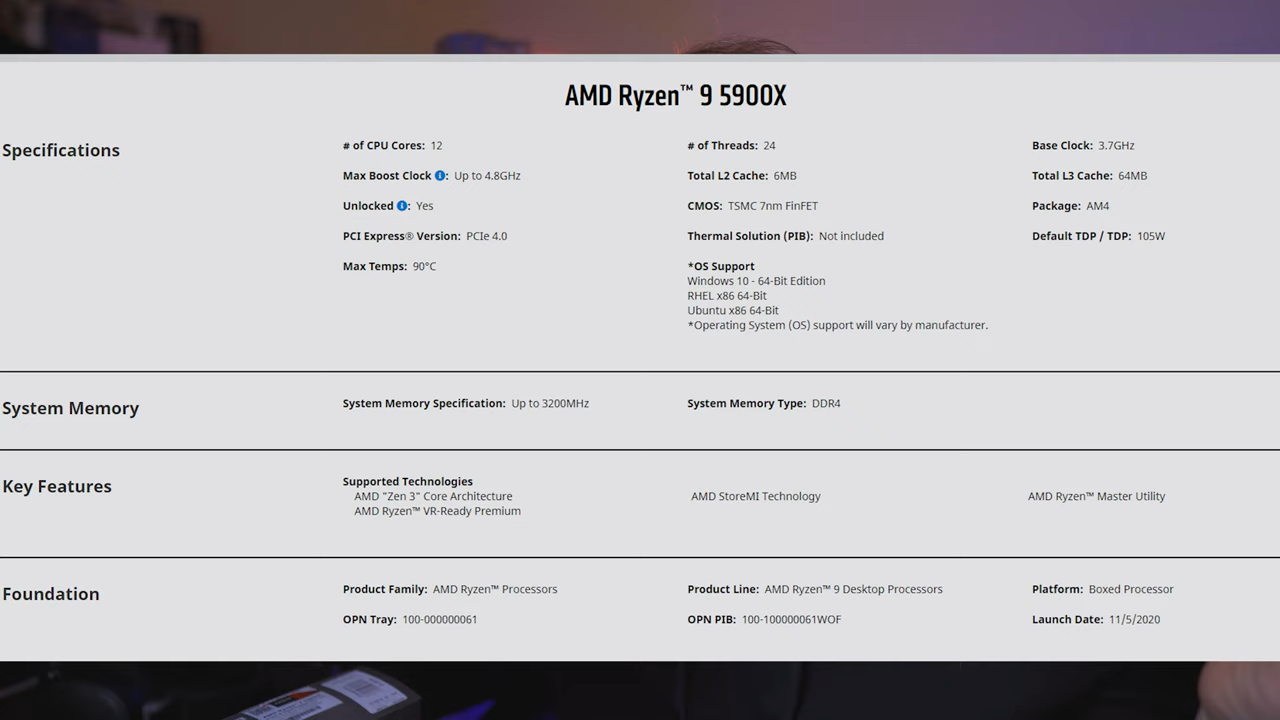 AMD Ryzen™ 9 5900X
Specifications
# of CPU Cores: 12
# of Threads: 24
Base Clock: 3.7GHz
Max Boost Clock : Up to 4.8GHz
Total L2 Cache: 6MB
Total L3 Cache: 64MB
Unlocked : Yes
CMOS: TSMC 7nm FinFET
Package: AM4
PCI Express® Version: PCIe 4.0
Thermal Solution (PIB): Not included
Default TDP / TDP: 105W
Max Temps: 90°C
*OS Support
Windows 10 - 64-Bit Edition
RHEL x86 64-Bit
Ubuntu x86 64-Bit
*Operating System (OS) support will vary by manufacturer.
System Memory
System Memory Specification: Up to 3200MHz
System Memory Type: DDR4
Key Features
Supported Technologies
AMD "Zen 3" Core Architecture
AMD StoreMI Technology
AMD Ryzen™ Master Utility
AMD Ryzen™ VR-Ready Premium
Foundation
Product Family: AMD Ryzen™ Processors
Product Line: AMD Ryzen™ 9 Desktop Processors
Platform: Boxed Processor
OPN Tray: 100-000000061
OPN PIB: 100-100000061WOF
Launch Date: 11/5/2020